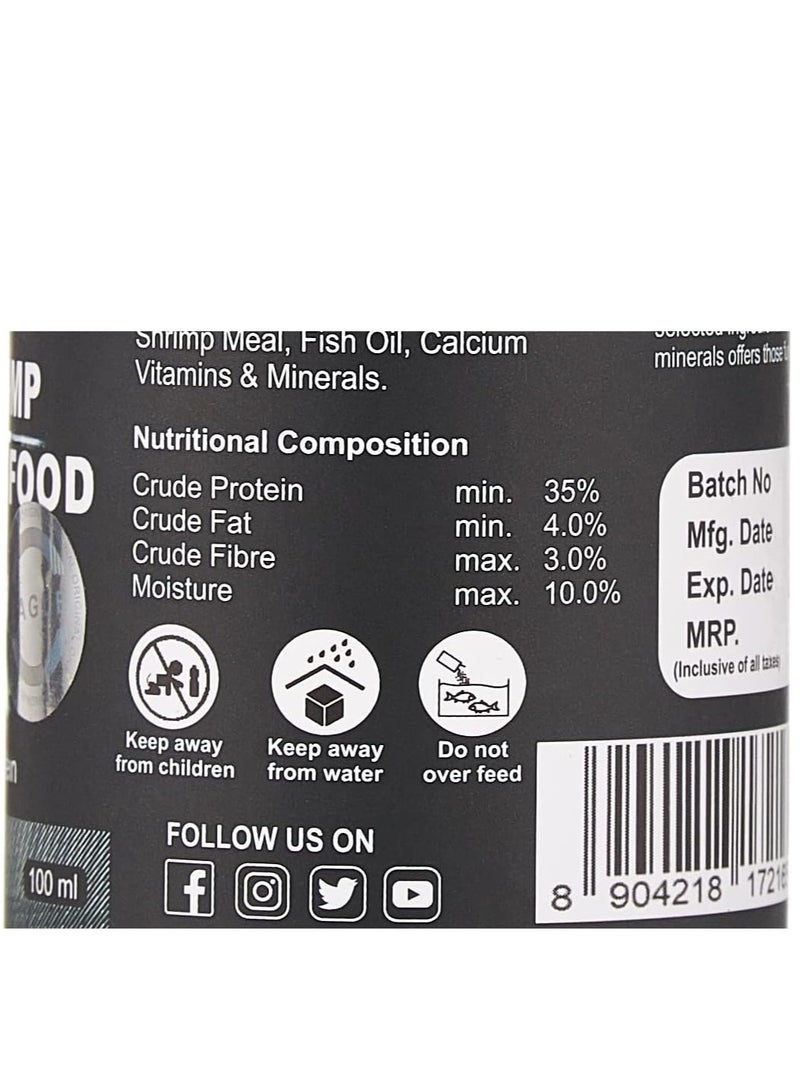 Shrimp Meal, Fish Oil, Calcium
Vitamins & Minerals.
minerals offers those
MP
FOOD
Nutritional Composition
Crude Protein min. 35%
Crude Fat min. 4.0%
Crude Fibre max. 3.0%
Moisture max. 10.0%
Batch No
Mfg. Date
Exp. Date
MRP.
(Inclusive of all taxes
AG
ORIGINAL
Keep away
from children
Keep away
from water
Do not
over feed
FOLLOW US ON
100 ml
8 904218 1721